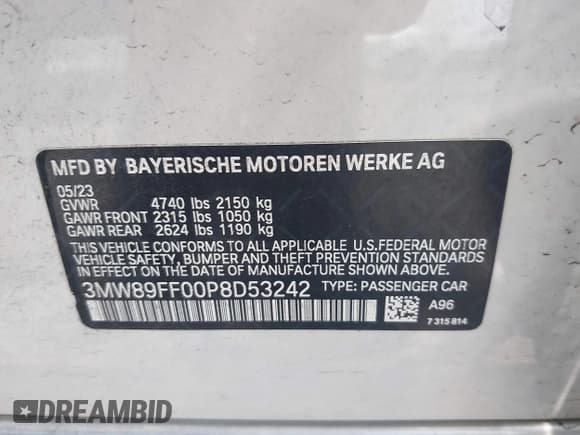 MFD BY BAYERISCHE MOTOREN WERKE AG
05/23
GVWR 4740 lbs 2150 kg
GAWR FRONT 2315 lbs 1050 kg
GAWR REAR 2624 lbs 1190 kg
THIS VEHICLE CONFORMS TO ALL APPLICABLE U.S.FEDERAL MOTOR
VEHICLE SAFETY, BUMPER, AND THEFT PREVENTION STANDARDS
IN EFFECT ON THE DATE OF MANUFACTURE SHOWN ABOVE.
3MW89FF00P8D53242 TYPE: PASSENGER CAR
A96
7 315 814
DREAMBID